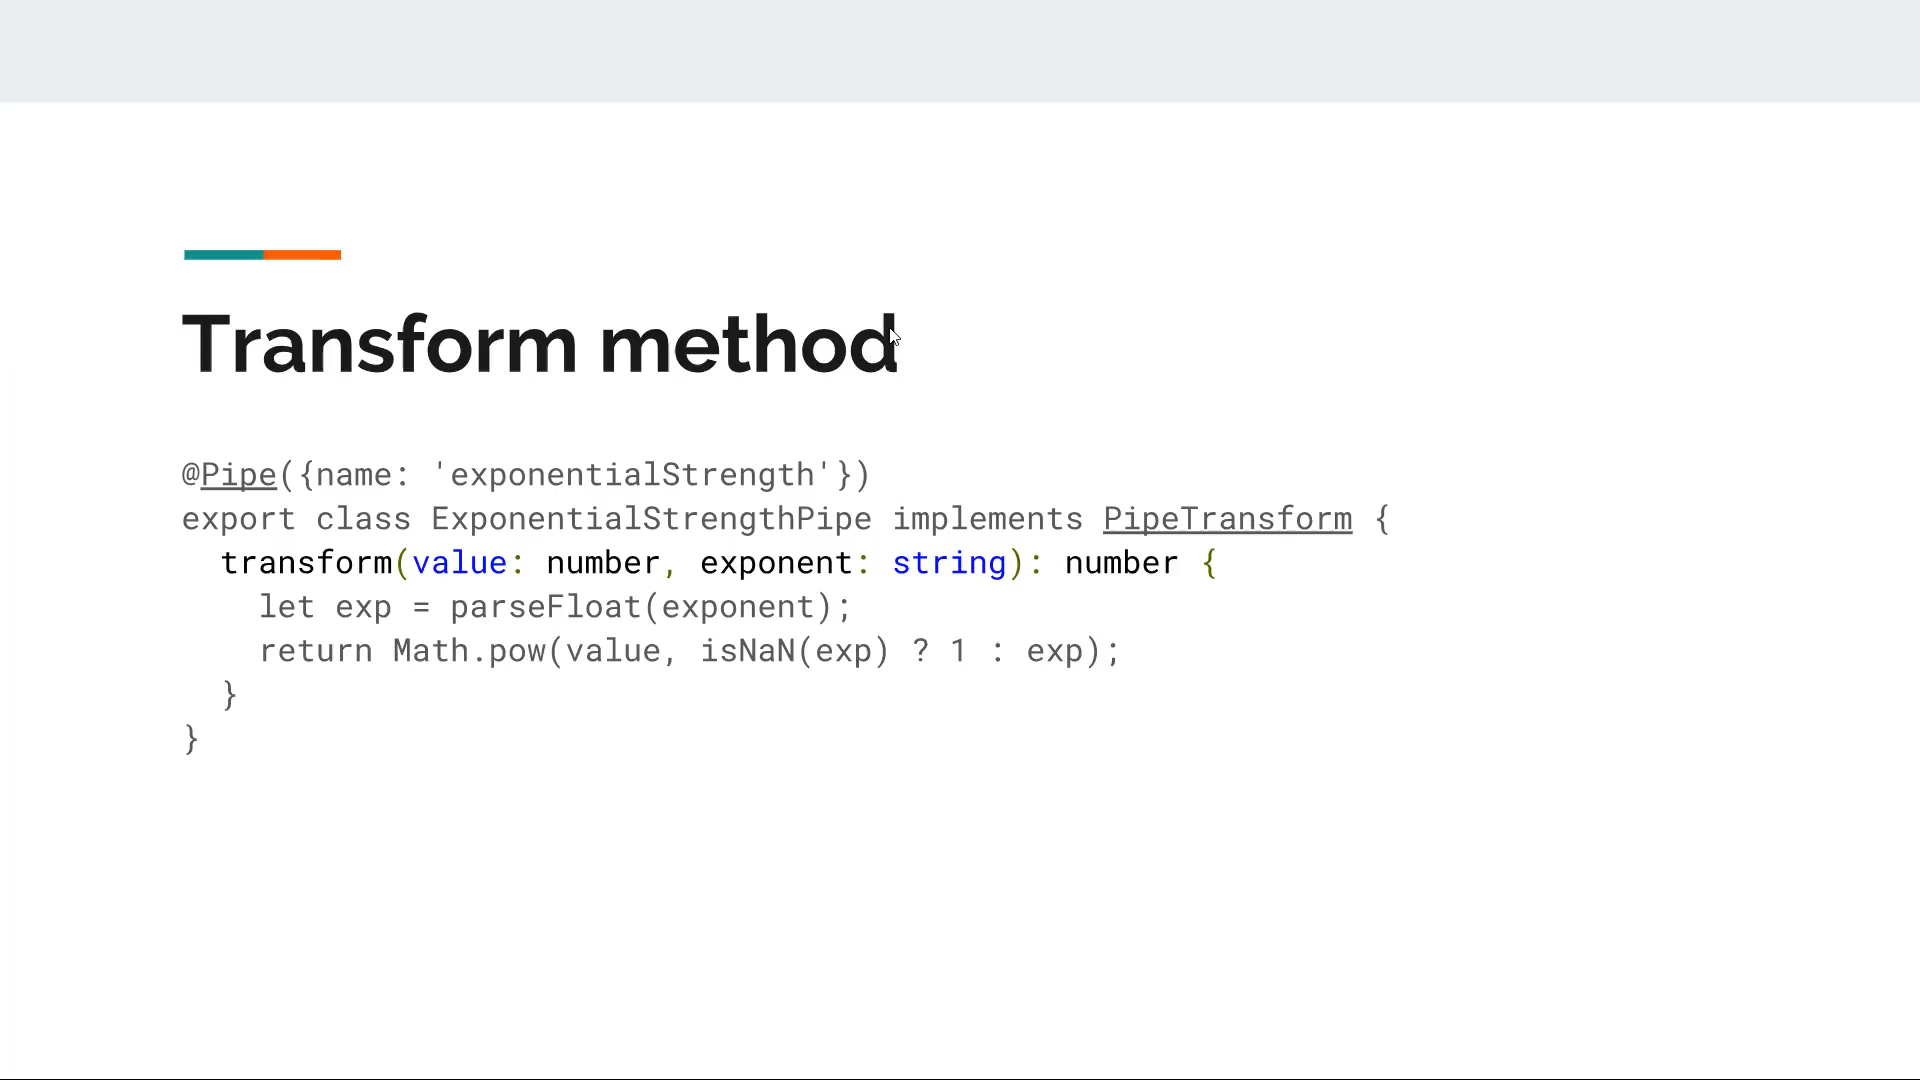 Transform method
@Pipe({name: 'exponentialStrength'})
export class ExponentialStrengthPipe implements PipeTransform {
  transform(value: number, exponent: string): number {
    let exp = parseFloat(exponent);
    return Math.pow(value, isNaN(exp) ? 1 : exp);
  }
}